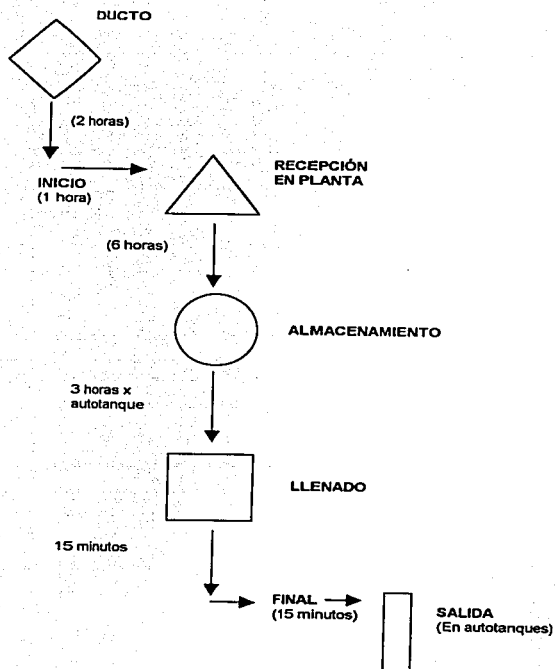 DUCTO
(2 horas)
INICIO
(1 hora)
RECEPCIÓN
EN PLANTA
(6 horas)
ALMACENAMIENTO
3 horas x
autotanque
LLENADO
15 minutos
FINAL
(15 minutos)
SALIDA
(En autotanques)